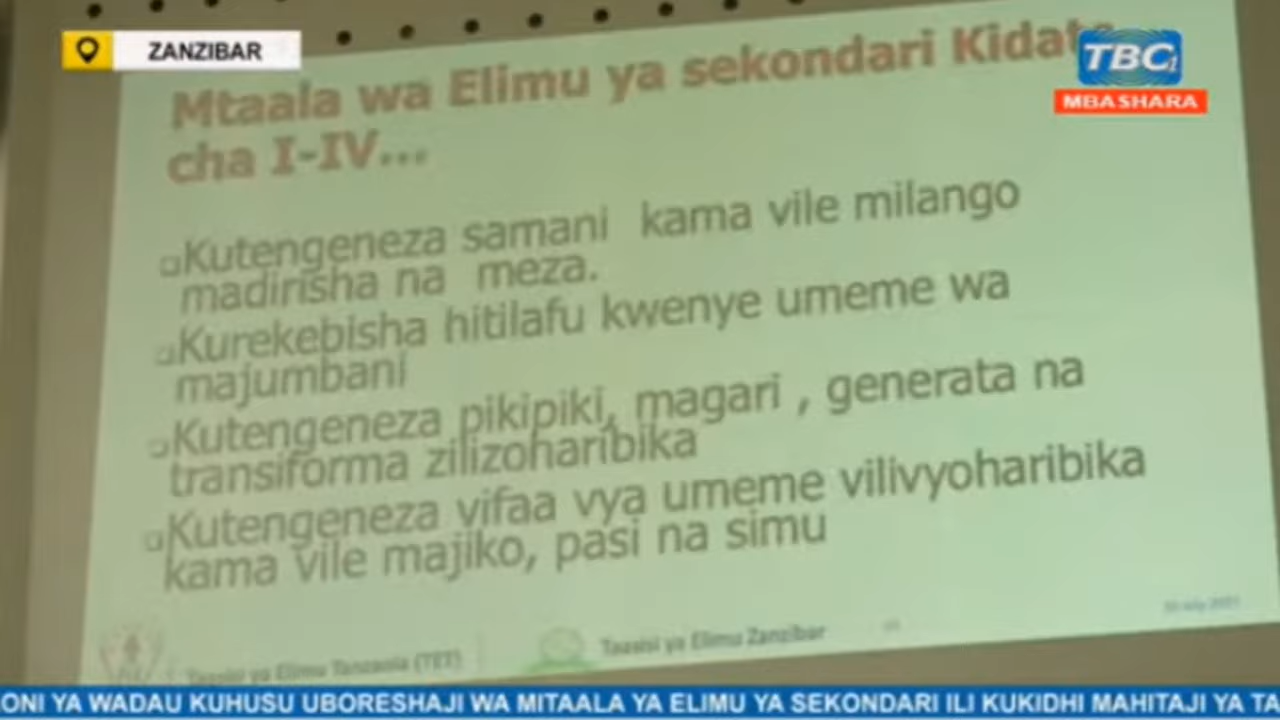 ZANZIBAR
TBC1
MBASHARA
Mtaala wa Elimu ya sekondari Kidato
cha I-IV...
❑Kutengeneza samani kama vile milango
madirisha na meza.
❑Kurekebisha hitilafu kwenye umeme wa
majumbani
❑Kutengeneza pikipiki, magari , generata na
transiforma zilizoharibika
❑Kutengeneza vifaa vya umeme vilivyoharibika
kama vile majiko, pasi na simu
Taasisi ya Elimu Tanzania (TET)
Taasisi ya Elimu Zanzibar
ONI YA WADAU KUHUSU UBORESHAJI WA MITAALA YA ELIMU YA SEKONDARI ILI KUKIDHI MAHITAJI YA TA